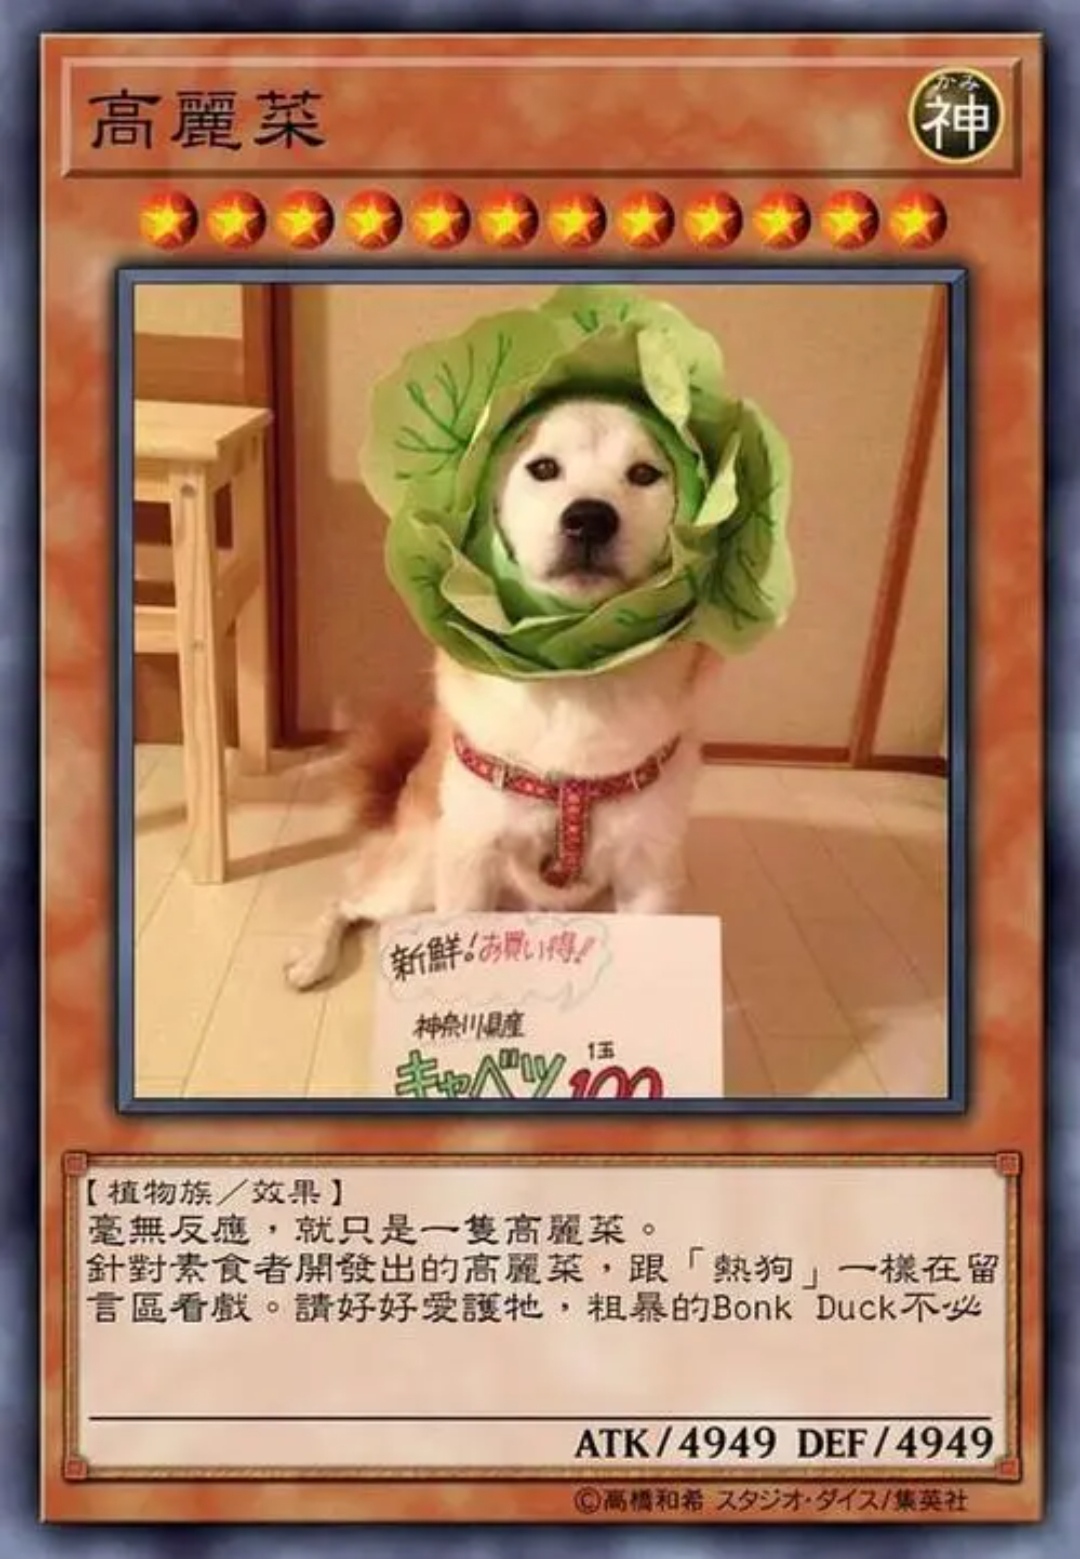 高麗菜
かみ
神
新鮮!お買い得!!
神奈川県産
キャベツ 1玉 100
【植物族/效果】
毫無反應,就只是一隻高麗菜。
針對素食者開發出的高麗菜,跟「熱狗」一樣在留
言區看戲。請好好愛護牠,粗暴的Bonk Duck不必
ATK/4949 DEF/4949
©高橋和希 スタジオ・ダイス/集英社